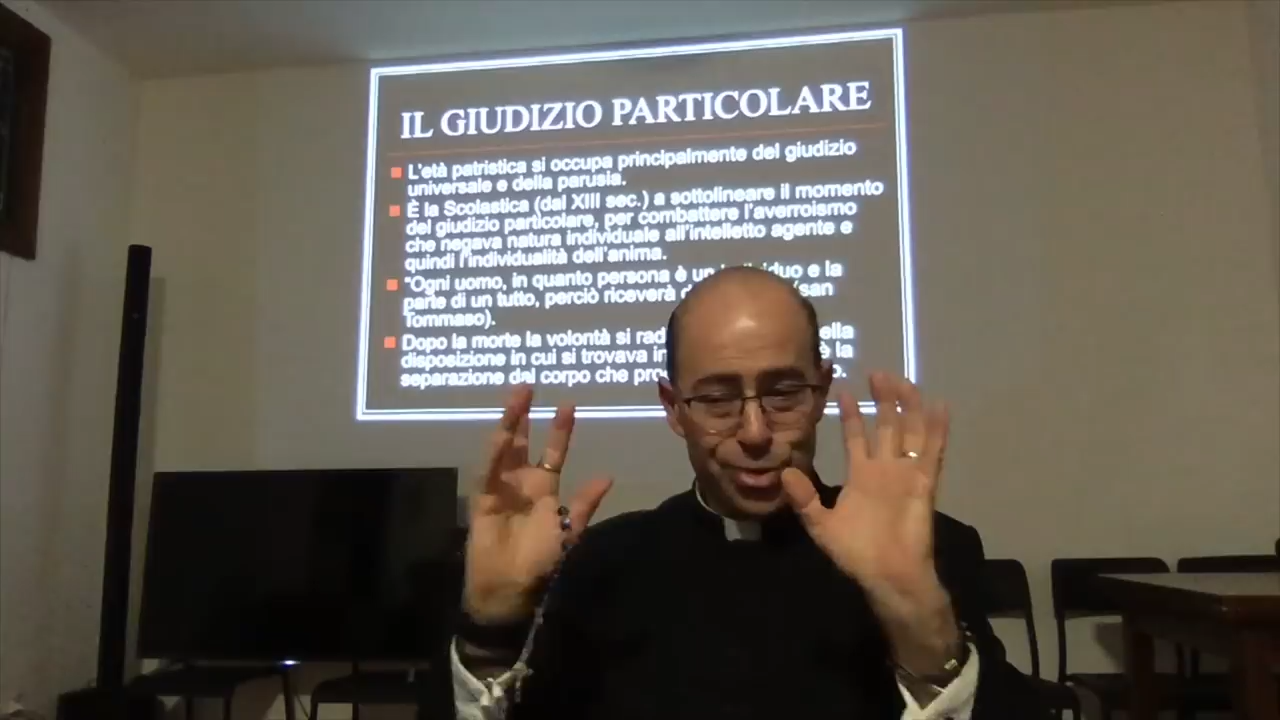 IL GIUDIZIO PARTICOLARE
L'età patristica si occupa principalmente del giudizio
universale e della parusia.
È la Scolastica (dal XIII sec.) a sottolineare il momento
del giudizio particolare, per combattere l'averroismo
che negava natura individuale all'intelletto agente e
quindi l'individualità dell'anima.
"Ogni uomo, in quanto persona è un individuo e la
parte di un tutto, perciò riceverà (san
Tommaso).
Dopo la morte la volontà si
disposizione in cui si trovava è la
separazione dal corpo che